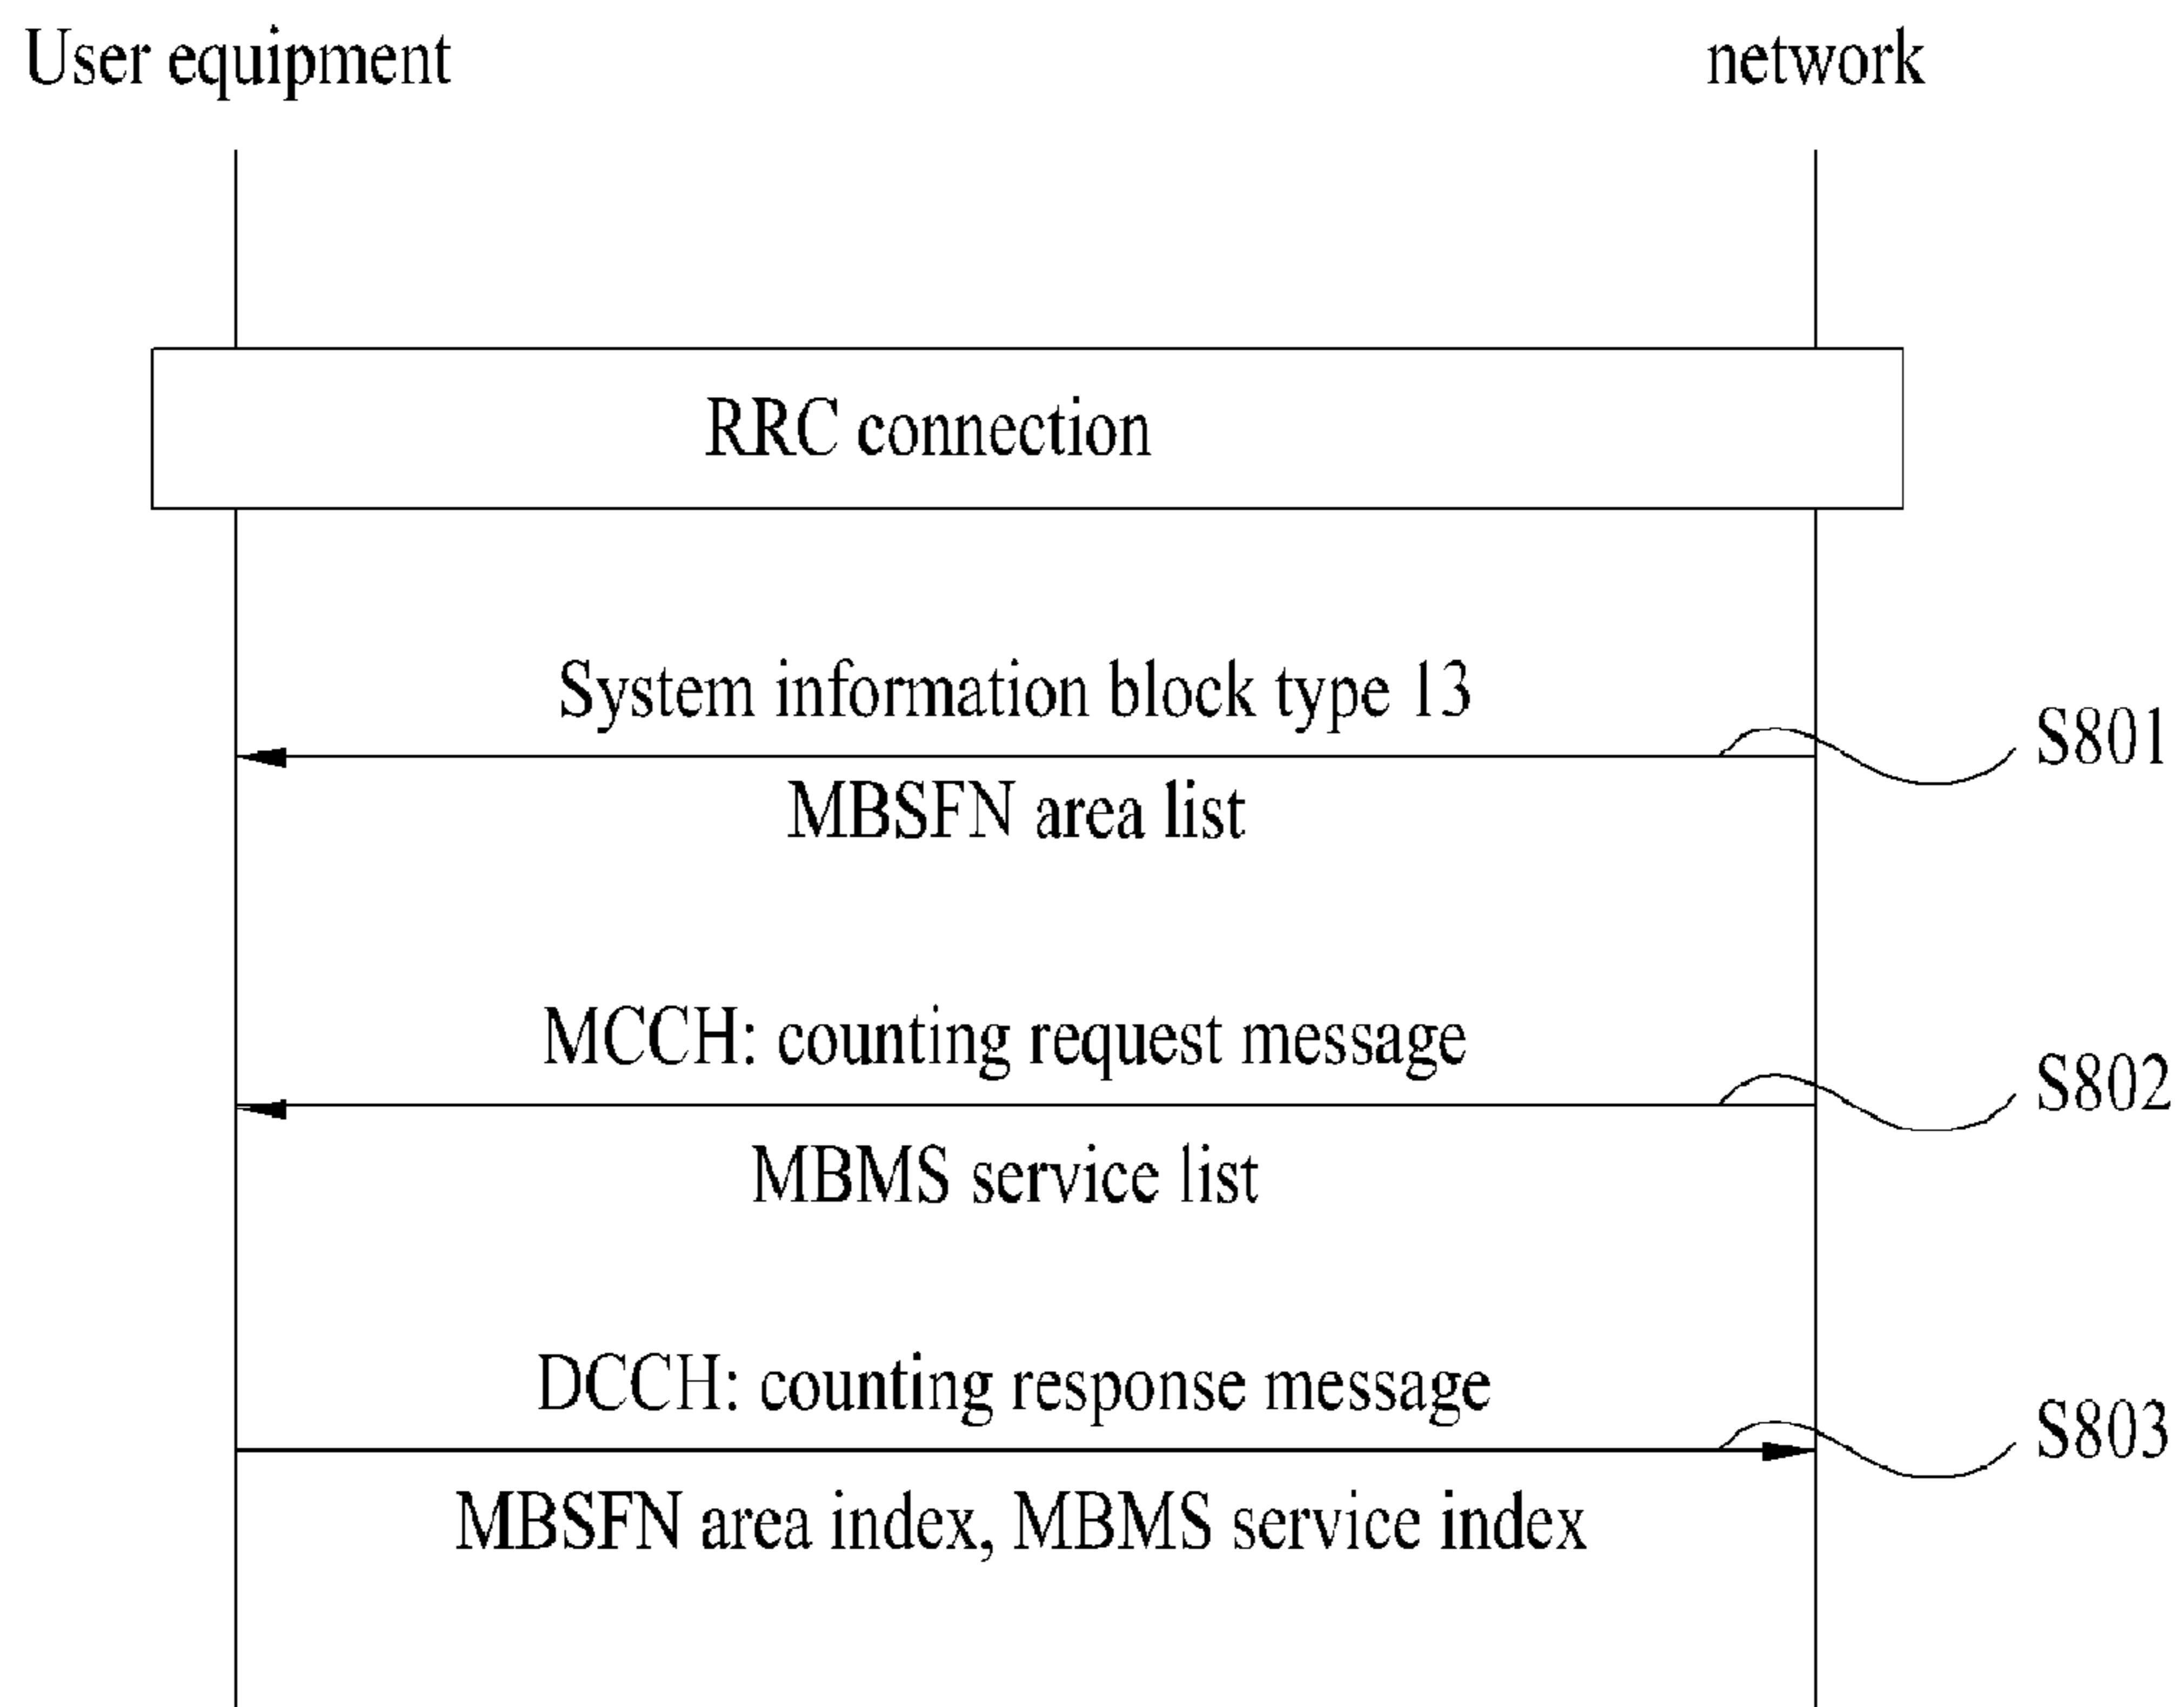 User equipment
network
RRC connection
System information block type 13
S801
MBSFN area list
MCCH: counting request message
S802
MBMS service list
DCCH: counting response message
S803
MBSFN area index, MBMS service index